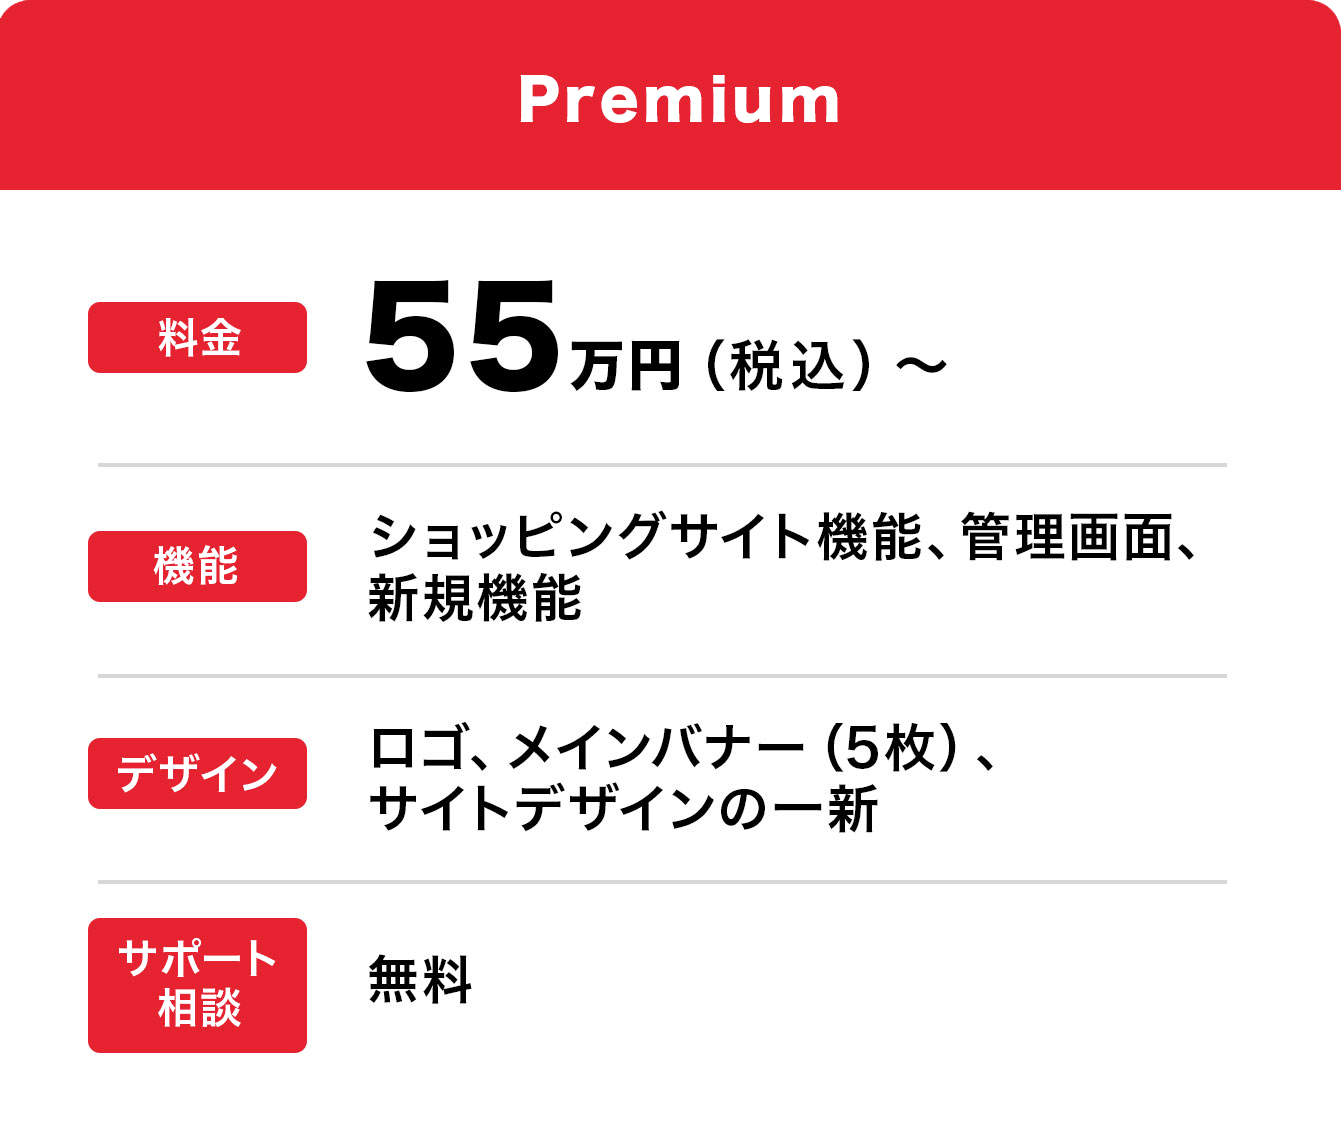 Premium
料金
55万円（税込）～
機能
ショッピングサイト機能、管理画面、
新規機能
デザイン
ロゴ、メインバナー（5枚）、
サイトデザインの一新
サポート
相談
無料